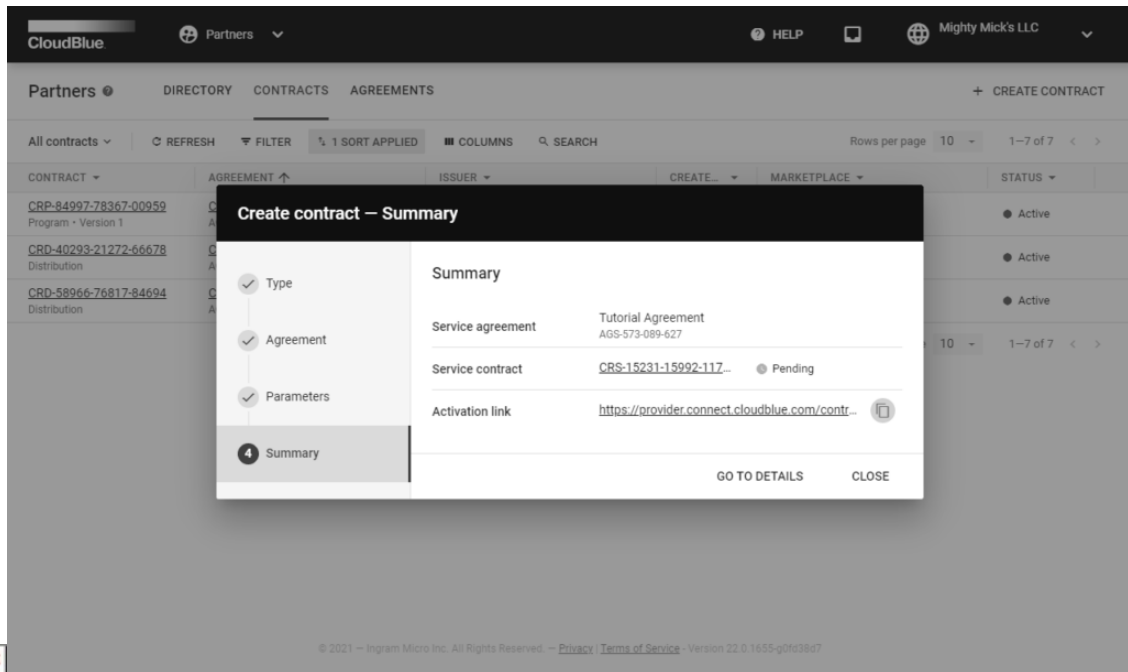 CloudBlue
Partners
HELP
Mighty Mick's LLC
Partners
DIRECTORY CONTRACTS AGREEMENTS
+ CREATE CONTRACT
All contracts
REFRESH
FILTER
1 SORT APPLIED
COLUMNS
SEARCH
Rows per page 10 1–7 of 7
CONTRACT AGREEMENT ISSUER CREATE... MARKETPLACE STATUS
CRP-84997-78367-00959
Program • Version 1
Active
CRD-40293-21272-66678
Distribution
Active
CRD-58966-76817-84694
Distribution
Active
10 1–7 of 7
Create contract — Summary
Type
Agreement
Parameters
4 Summary
Summary
Service agreement
Tutorial Agreement
AGS-573-089-627
Service contract CRS-15231-15992-117... Pending
Activation link https://provider.connect.cloudblue.com/contr...
GO TO DETAILS CLOSE
© 2021 — Ingram Micro Inc. All Rights Reserved. — Privacy | Terms of Service - Version 22.0.1655-g0fd38d7